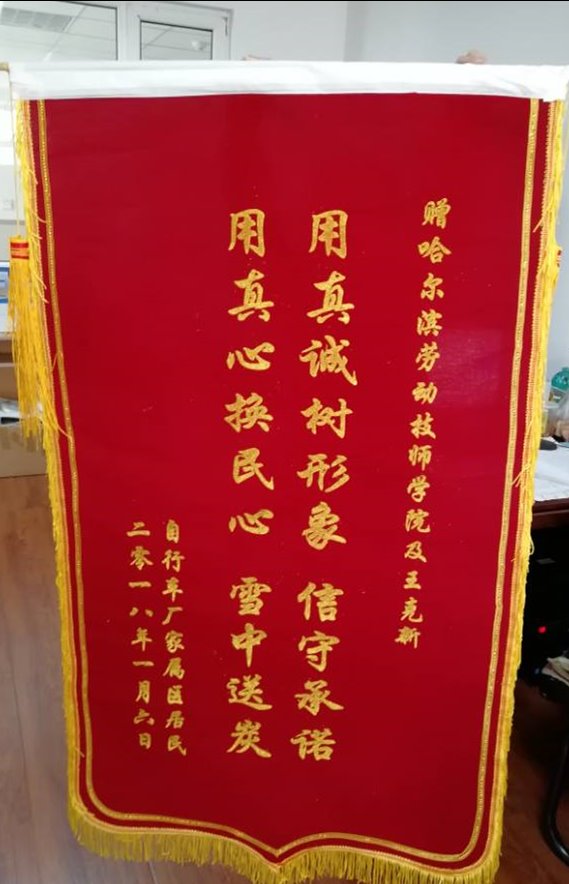 赠哈尔滨劳动技师学院及王克新
用真诚树形象 信守承诺
用真心换民心 雪中送炭
自行车厂家属区居民
二零一八年一月六日